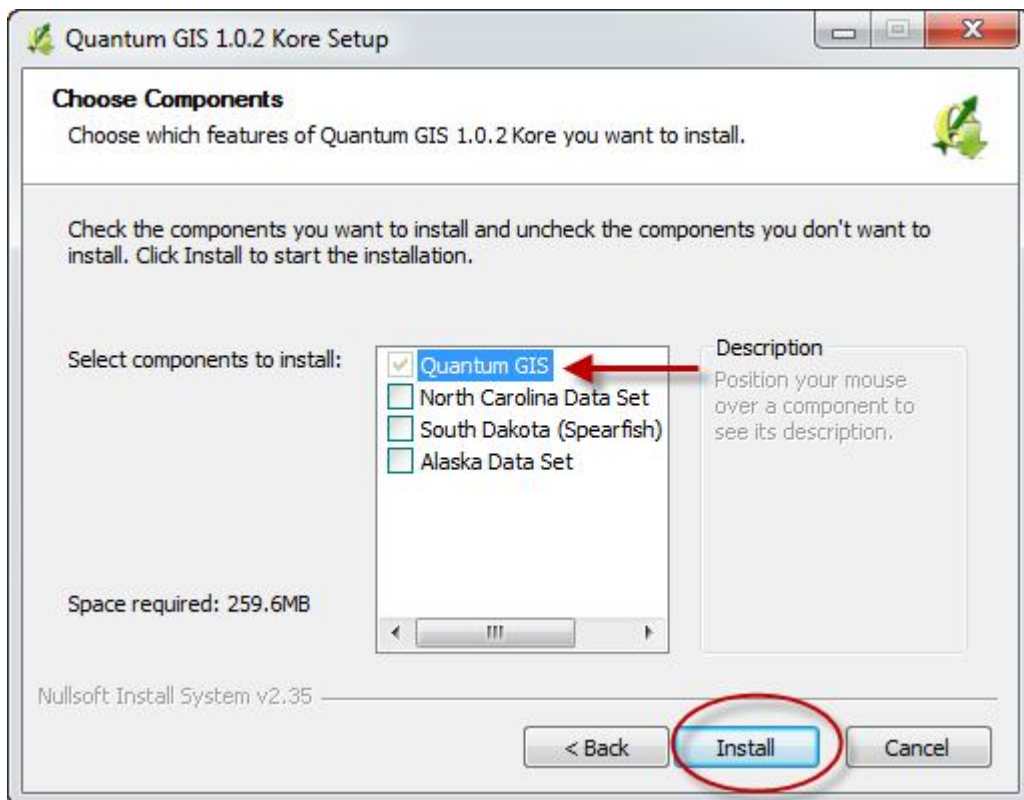 Quantum GIS 1.0.2 Kore Setup
Choose Components
Choose which features of Quantum GIS 1.0.2 Kore you want to install.
Check the components you want to install and uncheck the components you don't want to
install. Click Install to start the installation.
Select components to install:
Quantum GIS
North Carolina Data Set
South Dakota (Spearfish)
Alaska Data Set
Description
Position your mouse
over a component to
see its description.
Space required: 259.6MB
Nullsoft Install System v2.35
< Back
Install
Cancel